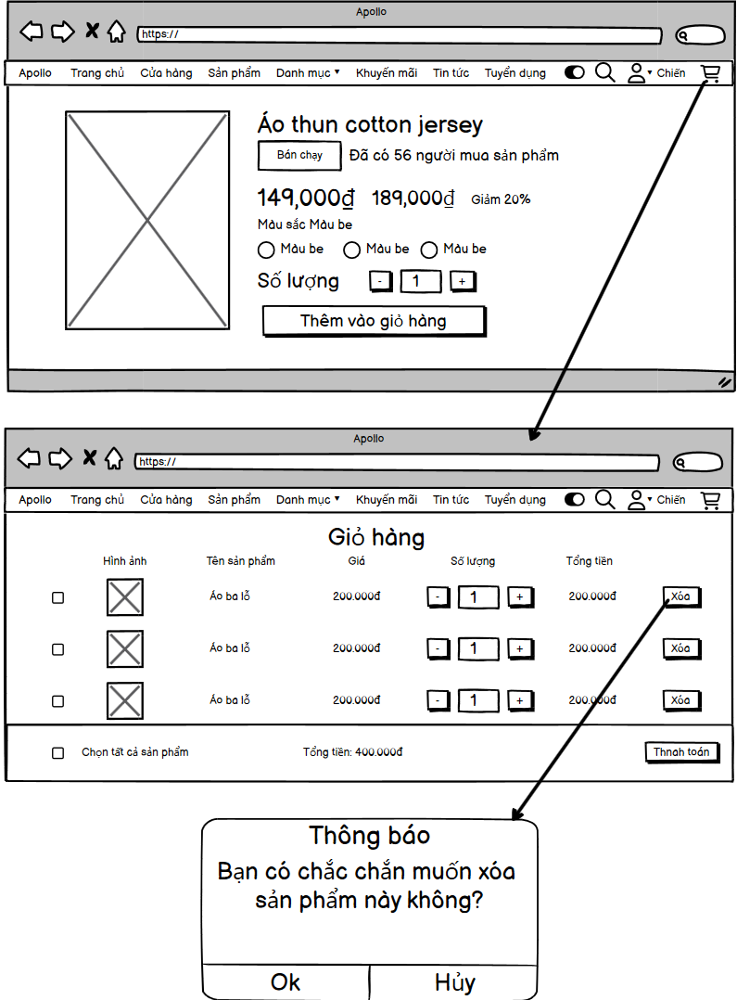 Apollo
https://
Apollo Trang chủ Cửa hàng Sản phẩm Danh mục Khuyến mãi Tin tức Tuyển dụng Chiến
Áo thun cotton jersey
Bán chạy Đã có 56 người mua sản phẩm
149,000₫ 189,000₫ Giảm 20%
Màu sắc Màu be
Màu be Màu be Màu be
Số lượng - 1 +
Thêm vào giỏ hàng
Apollo
https://
Apollo Trang chủ Cửa hàng Sản phẩm Danh mục Khuyến mãi Tin tức Tuyển dụng Chiến
Giỏ hàng
Hình ảnh Tên sản phẩm Giá Số lượng Tổng tiền
Áo ba lỗ 200.000đ - 1 + 200.000đ Xóa
Áo ba lỗ 200.000đ - 1 + 200.000đ Xóa
Áo ba lỗ 200.000đ - 1 + 200.000đ Xóa
Chọn tất cả sản phẩm Tổng tiền: 400.000đ Thnah toán
Thông báo
Bạn có chắc chắn muốn xóa
sản phẩm này không?
Ok Hủy